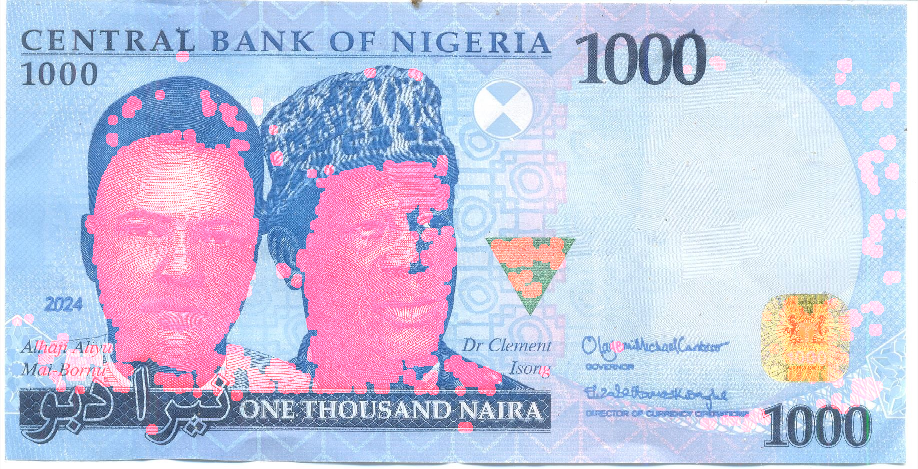 CENTRAL BANK OF NIGERIA
1000
1000
2024
Alhaji Aliyu
Mai-Bornu
Dr Clement
Isong
GOVERNOR
DIRECTOR OF CURRENCY OPERATIONS
نيرا دبو
ONE THOUSAND NAIRA
1000